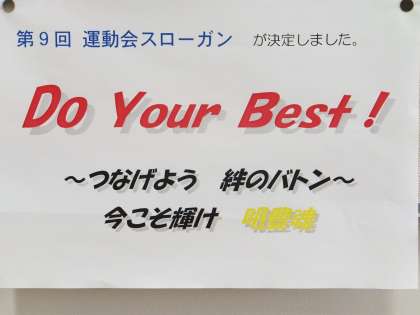 第９回 運動会スローガン が決定しました。
Do Your Best！
～つなげよう 絆のバトン～
今こそ輝け 明豊魂